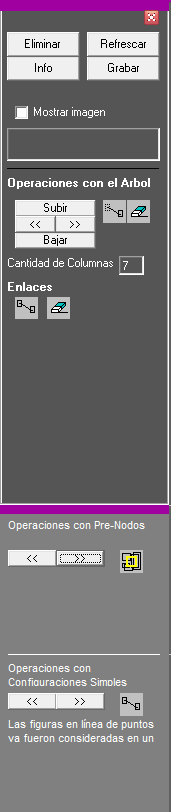 Eliminar Refrescar
Info Grabar
Mostrar imagen
Operaciones con el Arbol
Subir
<< >>
Bajar
Cantidad de Columnas 7
Enlaces
Operaciones con Pre-Nodos
<< >>
Operaciones con
Configuraciones Simples
<< >>
Las figuras en línea de puntos
ya fueron consideradas en un